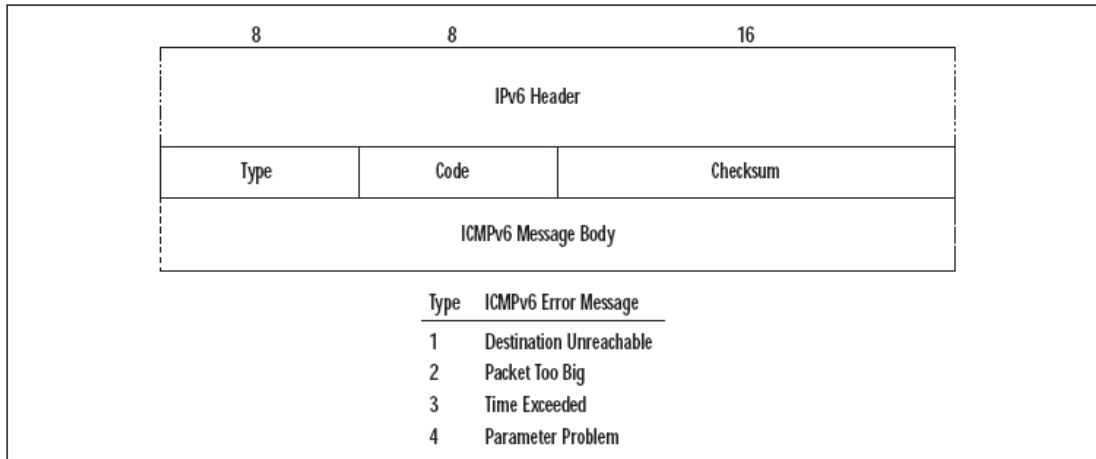 8 8 16
IPv6 Header
Type Code Checksum
ICMPv6 Message Body
Type ICMPv6 Error Message
1 Destination Unreachable
2 Packet Too Big
3 Time Exceeded
4 Parameter Problem